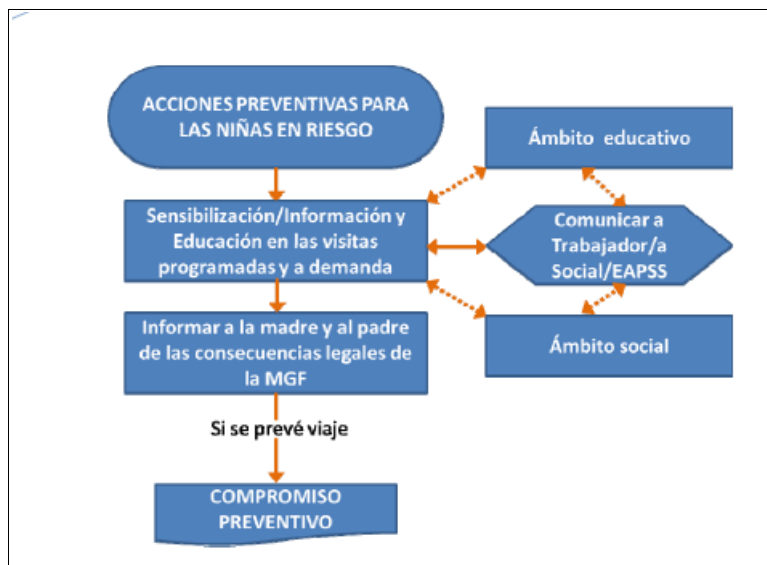 ACCIONES PREVENTIVAS PARA
LAS NIÑAS EN RIESGO
Ámbito educativo
Sensibilización/Información y
Educación en las visitas
programadas y a demanda
Comunicar a
Trabajador/a
Social/EAPSS
Informar a la madre y al padre
de las consecuencias legales de
la MGF
Ámbito social
Si se prevé viaje
COMPROMISO
PREVENTIVO